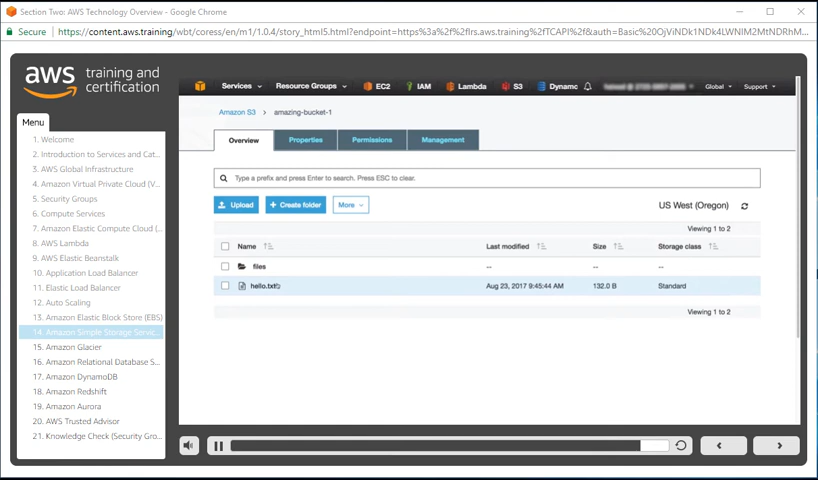 Section Two: AWS Technology Overview - Google Chrome
Secure
https://content.aws.training/wbt/coress/en/m1/1.0.4/story_html5.html?endpoint=https%3a%2f%2flrs.aws.training%2fTCAPI%2f&auth=Basic%20OjViNDk1NDk4LWNlM2MtNDRhM...
aws training and certification
Menu
1. Welcome
2. Introduction to Services and Cat...
3. AWS Global Infrastructure
4. Amazon Virtual Private Cloud (V...
5. Security Groups
6. Compute Services
7. Amazon Elastic Compute Cloud (...
8. AWS Lambda
9. AWS Elastic Beanstalk
10. Application Load Balancer
11. Elastic Load Balancer
12. Auto Scaling
13. Amazon Elastic Block Store (EBS)
14. Amazon Simple Storage Servic...
15. Amazon Glacier
16. Amazon Relational Database S...
17. Amazon DynamoDB
18. Amazon Redshift
19. Amazon Aurora
20. AWS Trusted Advisor
21. Knowledge Check (Security Gro...
Services Resource Groups EC2 IAM Lambda S3 Dynamc Global Support
Amazon S3 > amazing-bucket-1
Overview Properties Permissions Management
Type a prefix and press Enter to search. Press ESC to clear.
Upload + Create folder More US West (Oregon)
Viewing 1 to 2
Name Last modified Size Storage class
files -- -- --
hello.txt Aug 23, 2017 9:45:44 AM 132.0 B Standard
Viewing 1 to 2